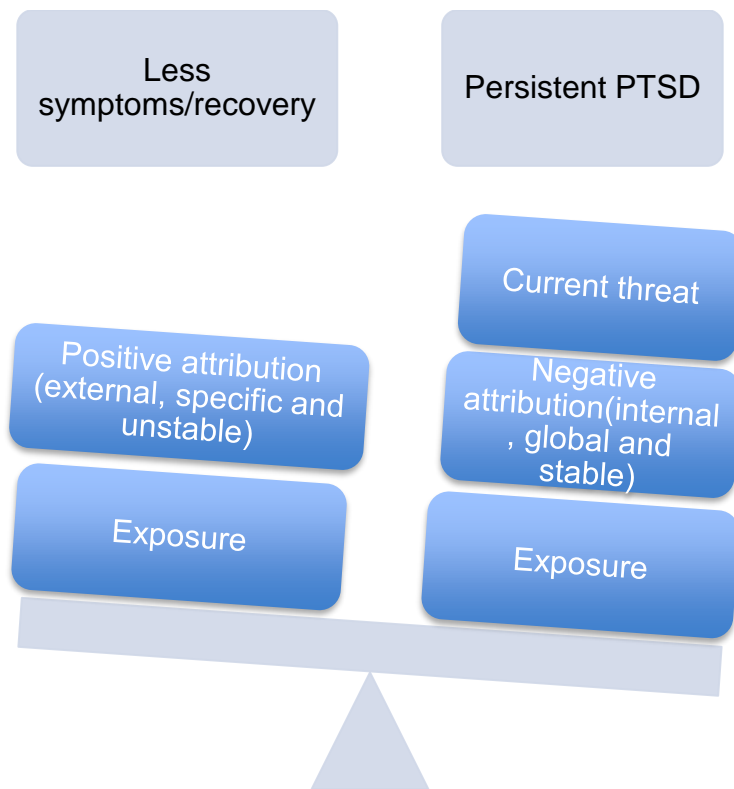 Less
symptoms/recovery
Persistent PTSD
Current threat
Positive attribution
(external, specific and
unstable)
Negative
attribution(internal
, global and
stable)
Exposure
Exposure